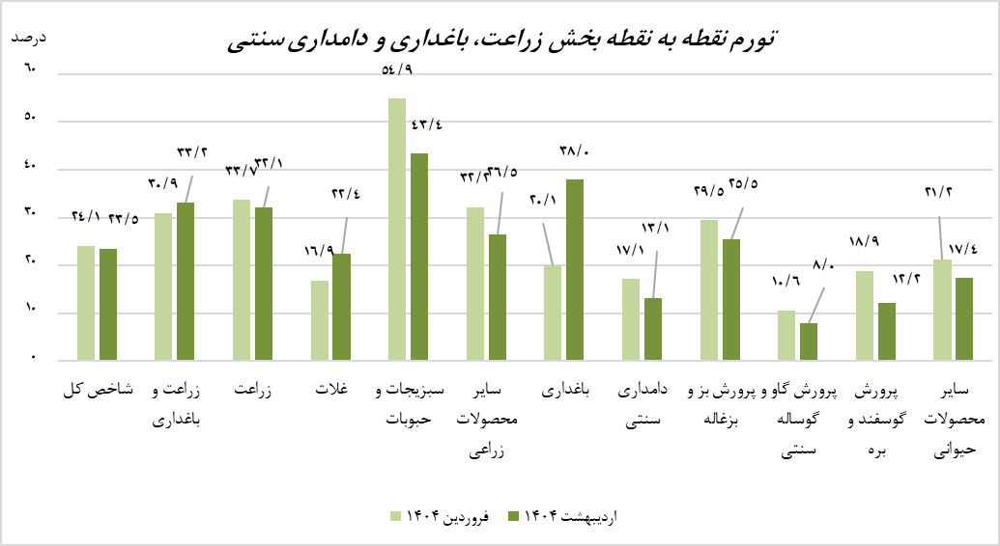 تورم نقطه به نقطه بخش زراعت، باغداری و دامداری سنتی
درصد
۶۰
۵۰
۴۰
۳۰
۲۰
۱۰
۰
۲۴/۱
۲۳/۵
۳۰/۹
۳۳/۲
۳۳/۷
۳۲/۱
۱۶/۹
۲۲/۴
۵۴/۹
۴۳/۴
۳۲/۲
۲۶/۵
۲۰/۱
۳۸/۰
۱۷/۱
۱۳/۱
۲۹/۵
۲۵/۵
۱۰/۶
۸/۰
۱۸/۹
۱۲/۲
۲۱/۲
۱۷/۴
شاخص کل
زراعت و
باغداری
زراعت
غلات
سبزیجات و
حبوبات
سایر
محصولات
زراعی
باغداری
دامداری
سنتی
پرورش بز و
بزغاله
پرورش گاو و
گوساله
سنتی
پرورش
گوسفند و
بره
سایر
محصولات
حیوانی
فروردین ۱۴۰۴
اردیبهشت ۱۴۰۴